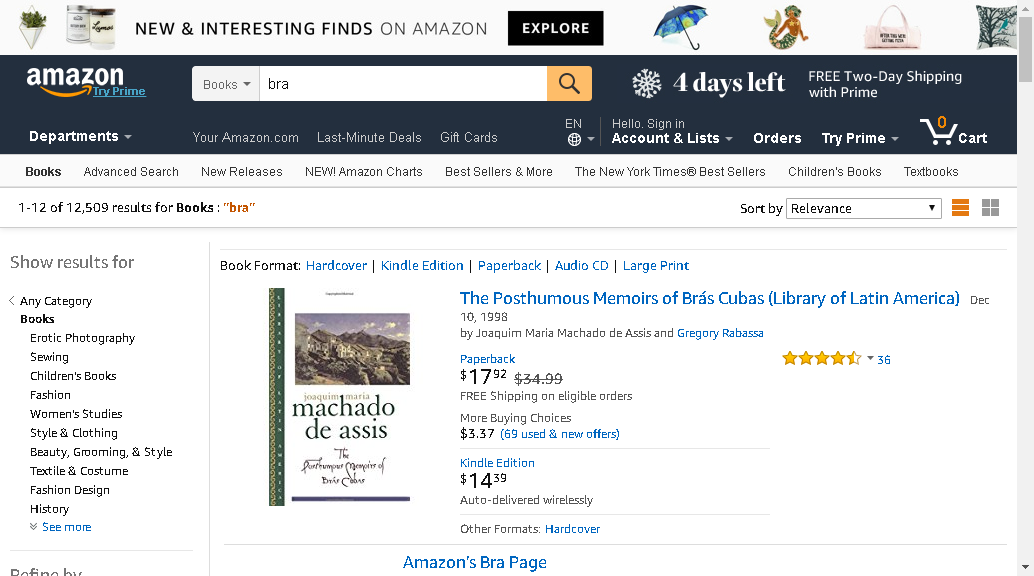 NEW & INTERESTING FINDS ON AMAZON EXPLORE
amazon
Try Prime
Books bra
4 days left FREE Two-Day Shipping with Prime
Departments
Your Amazon.com Last-Minute Deals Gift Cards
EN
Hello. Sign in
Account & Lists Orders Try Prime 0 Cart
Books Advanced Search New Releases NEW! Amazon Charts Best Sellers & More The New York Times® Best Sellers Children's Books Textbooks
1-12 of 12,509 results for Books : "bra"
Sort by Relevance
Show results for
Any Category
Books
Erotic Photography
Sewing
Children's Books
Fashion
Women's Studies
Style & Clothing
Beauty, Grooming, & Style
Textile & Costume
Fashion Design
History
See more
Refine by
Book Format: Hardcover | Kindle Edition | Paperback | Audio CD | Large Print
joaquim maria
machado
de assis
The
Posthumous Memoirs of
Brás Cubas
The Posthumous Memoirs of Brás Cubas (Library of Latin America) Dec
10, 1998
by Joaquim Maria Machado de Assis and Gregory Rabassa
Paperback
$17 92 $34.99
FREE Shipping on eligible orders
More Buying Choices
$3.37 (69 used & new offers)
Kindle Edition
$14 39
Auto-delivered wirelessly
Other Formats: Hardcover
36
Amazon's Bra Page